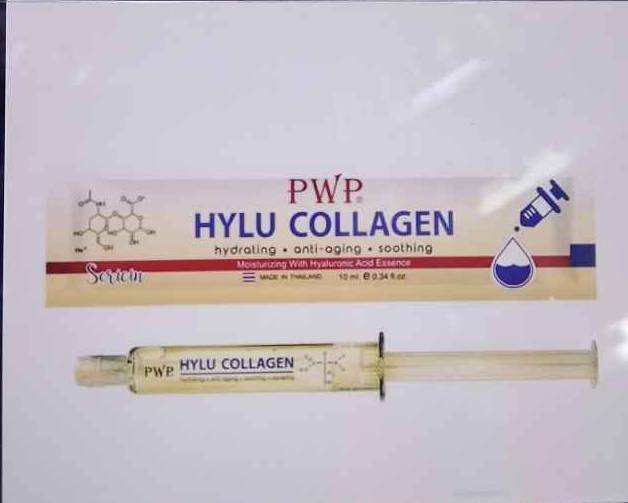 PWP®
HYLU COLLAGEN
hydrating • anti-aging • soothing
Moisturizing With Hyaluronic Acid Essence
MADE IN THAILAND 10 ml ℮ 0.34 fl oz
Sericin
PWP HYLU COLLAGEN